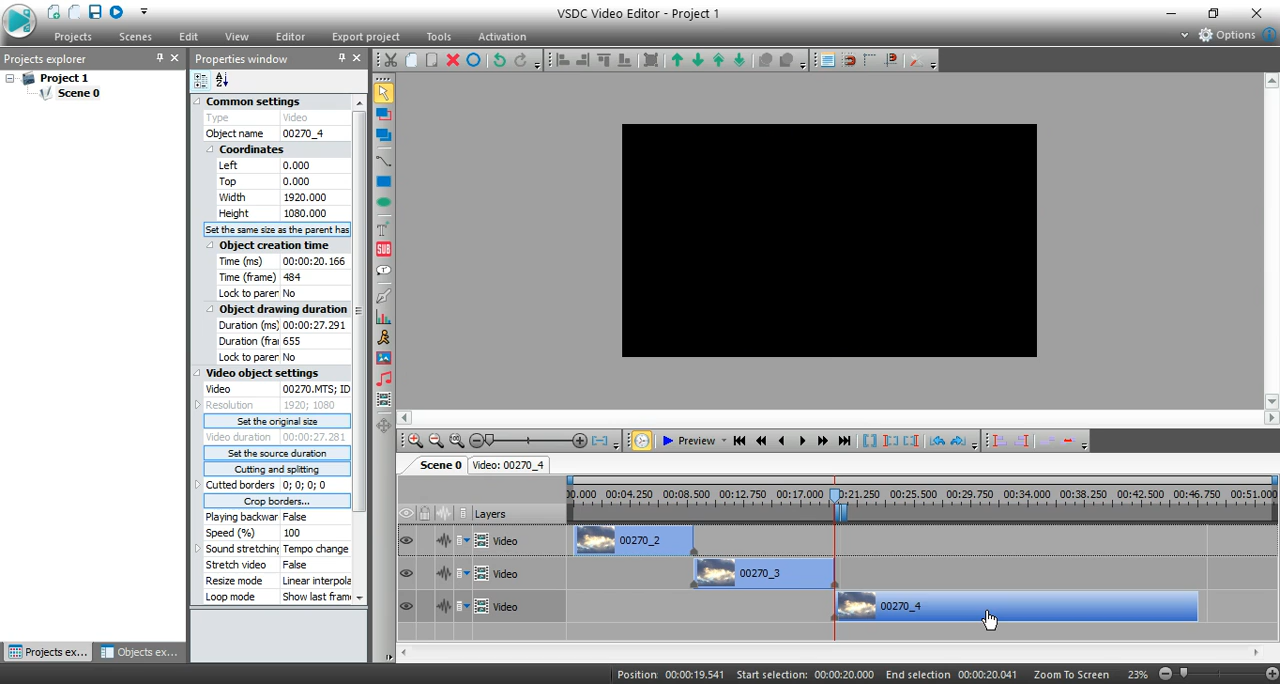 VSDC Video Editor - Project 1
Projects Scenes Edit View Editor Export project Tools Activation
Options
Projects explorer
Project 1
Scene 0
Projects ex...
Objects ex...
Properties window
Common settings
Type Video
Object name 00270_4
Coordinates
Left 0.000
Top 0.000
Width 1920.000
Height 1080.000
Set the same size as the parent has
Object creation time
Time (ms) 00:00:20.166
Time (frame) 484
Lock to parer No
Object drawing duration
Duration (ms) 00:00:27.291
Duration (frai 655
Lock to parer No
Video object settings
Video 00270.MTS; ID
Resolution 1920; 1080
Set the original size
Video duration 00:00:27.281
Set the source duration
Cutting and splitting
Cutted borders 0; 0; 0; 0
Crop borders...
Playing backwar False
Speed (%) 100
Sound stretching Tempo change
Stretch video False
Resize mode Linear interpola
Loop mode Show last frame
T
SUB
T
Preview
Scene 0 Video: 00270_4
00.000 00:04.250 00:08.500 00:12.750 00:17.000 0:21.250 00:25.500 00:29.750 00:34.000 00:38.250 00:42.500 00:46.750 00:51.00
Layers
Video 00270_2
Video 00270_3
Video 00270_4
Position: 00:00:19.541 Start selection: 00:00:20.000 End selection 00:00:20.041 Zoom To Screen 23%